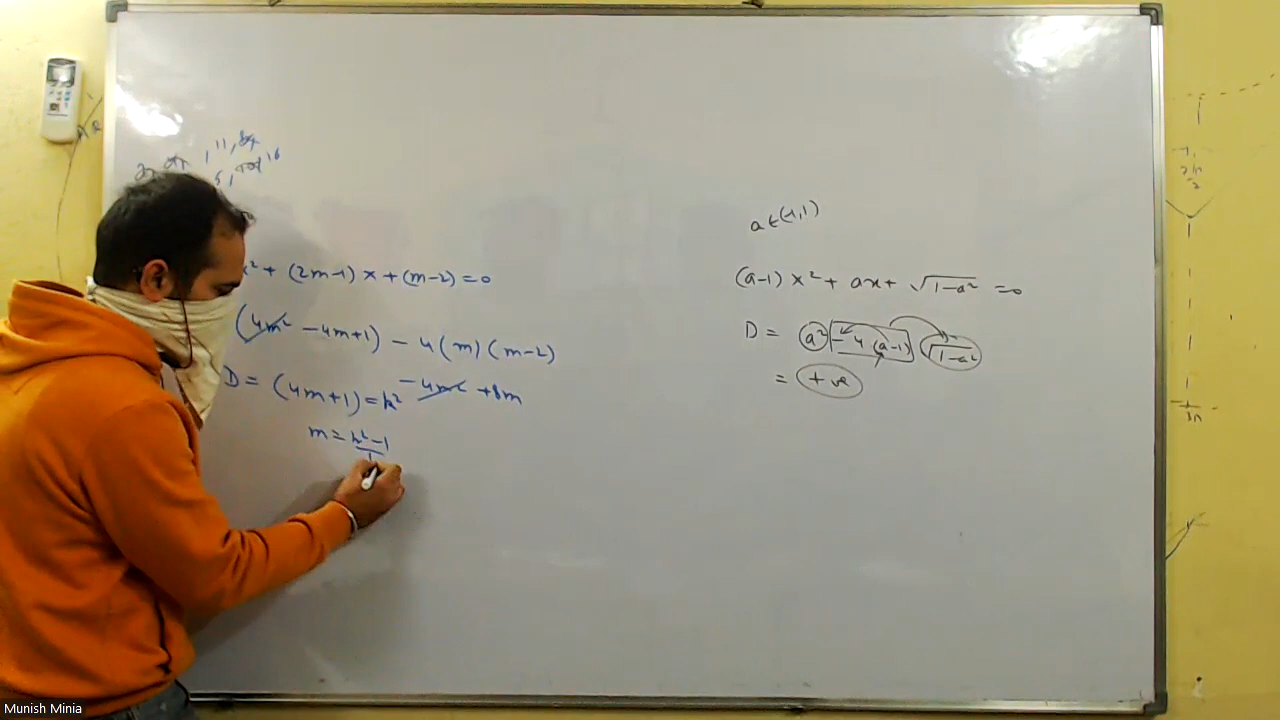 x² + (2m-1) x + (m-2) = 0
(4m² - 4m+1) - 4(m)(m-2)
D = (4m+1) = k² - 4m² + 8m
m = k²-1
a ∈ (-1,1)
(a-1) x² + ax + √1-a² = 0
D = a² - 4(a-1) √1-a²
= +ve
Munish Minia